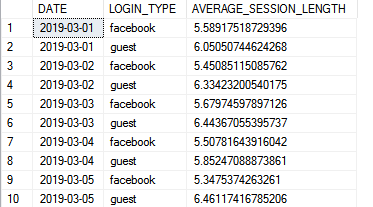 DATE LOGIN_TYPE AVERAGE_SESSION_LENGTH
1 2019-03-01 facebook 5.58917518729396
2 2019-03-01 guest 6.05050744624268
3 2019-03-02 facebook 5.45085115085762
4 2019-03-02 guest 6.33423200540175
5 2019-03-03 facebook 5.67974597897126
6 2019-03-03 guest 6.44367055395737
7 2019-03-04 facebook 5.50781643916042
8 2019-03-04 guest 5.85247088873861
9 2019-03-05 facebook 5.3475374263261
10 2019-03-05 guest 6.46117416785206